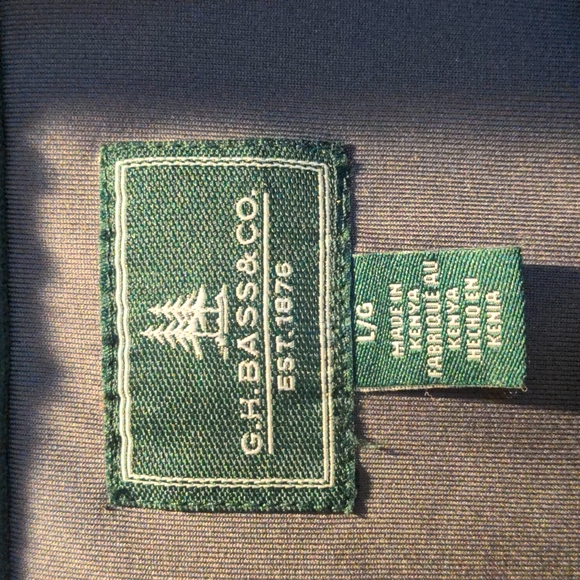 G.H. BASS & CO.
EST. 1876
L/G
MADE IN
KENYA
FABRIQUÉ AU
KENYA
HECHO EN
KENIA